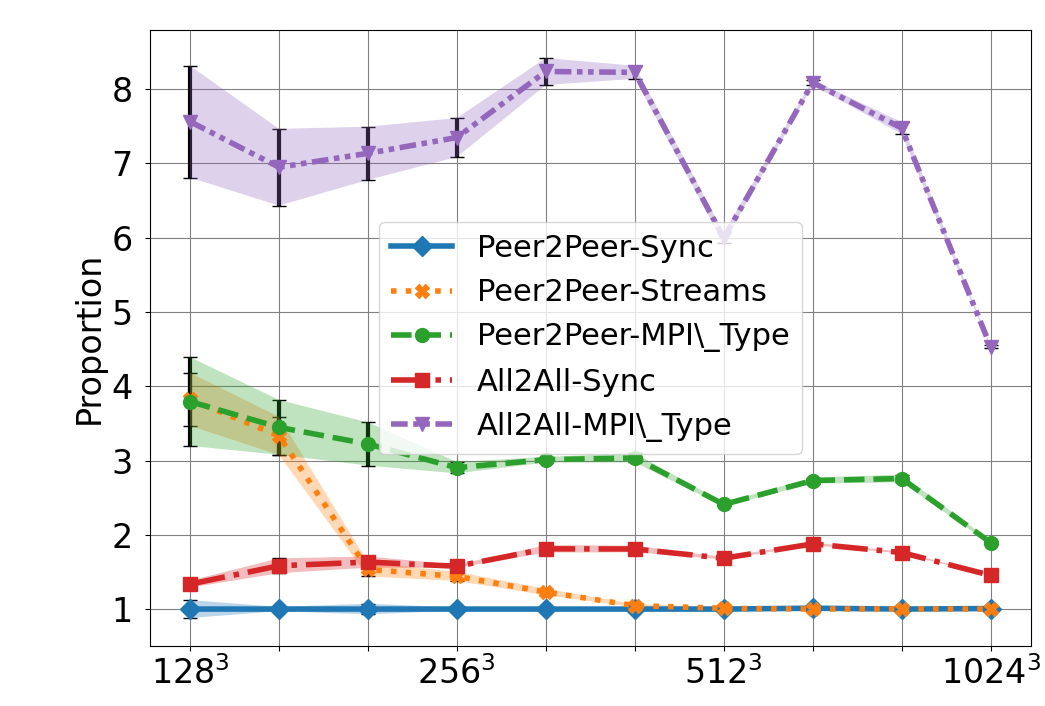 Proportion
8
7
6
5
4
3
2
1
Peer2Peer-Sync
Peer2Peer-Streams
Peer2Peer-MPI\_Type
All2All-Sync
All2All-MPI\_Type
128³
256³
512³
1024³